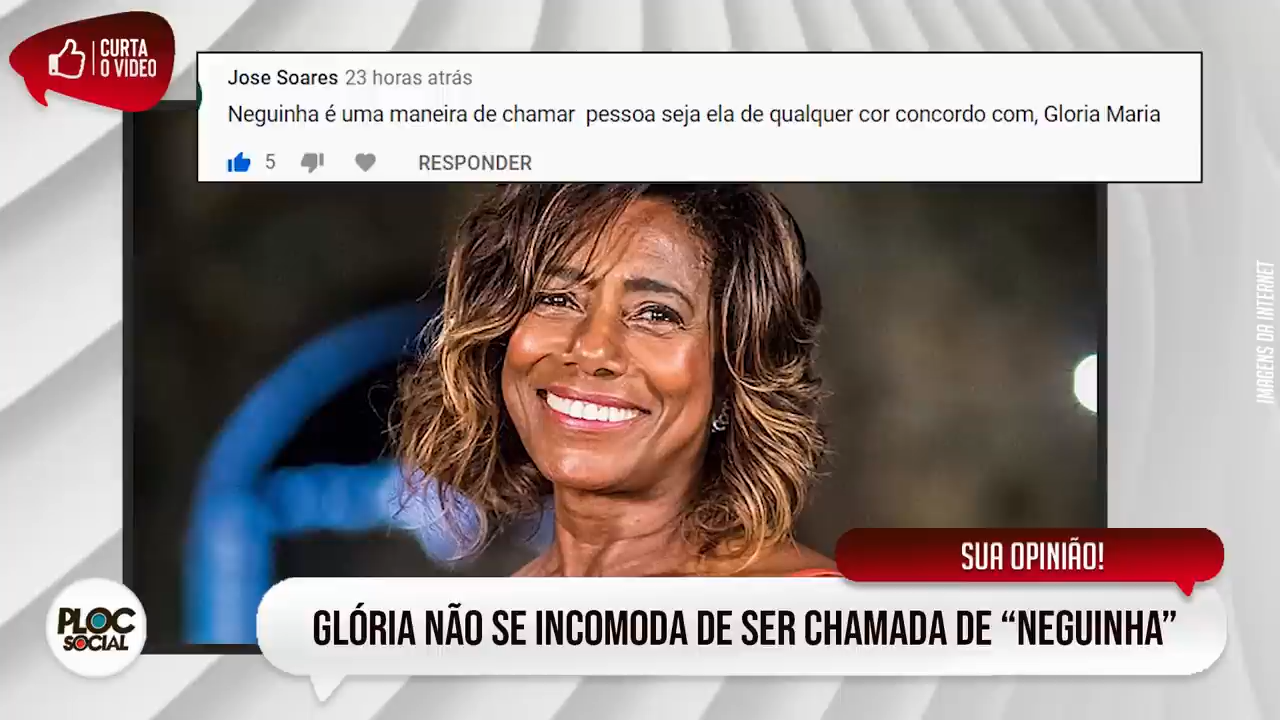 CURTA
O VÍDEO
Jose Soares 23 horas atrás
Neguinha é uma maneira de chamar  pessoa seja ela de qualquer cor concordo com, Gloria Maria
5 RESPONDER
IMAGENS DA INTERNET
SUA OPINIÃO!
PLOC
SOCIAL
GLÓRIA NÃO SE INCOMODA DE SER CHAMADA DE “NEGUINHA”